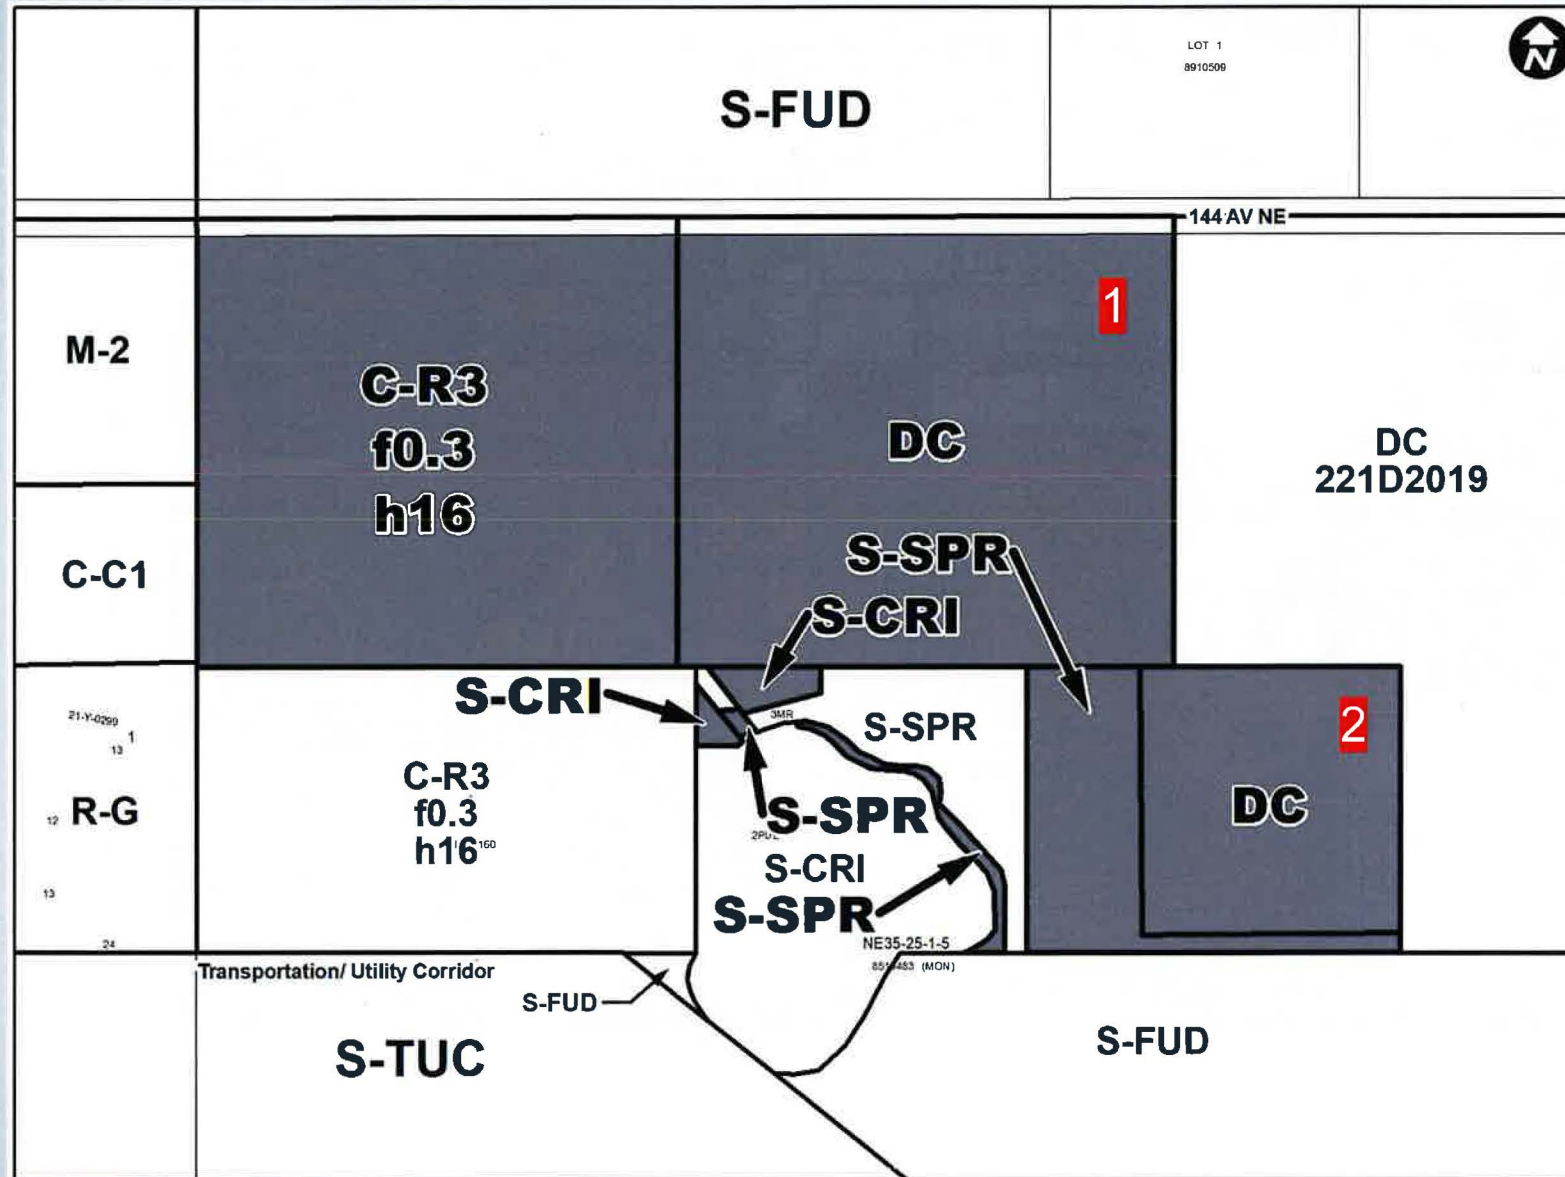 LOT 1
8910509
N
S-FUD
144 AV NE
1
M-2
C-R3
f0.3
h16
DC
DC
221D2019
S-SPR
C-C1
S-CRI
S-CRI
3MR
S-SPR
2
21-Y-0299
13 1
C-R3
f0.3
h16 160
12 R-G
DC
S-SPR
S-CRI
S-SPR
13
24
NE35-25-1-5
(MON)
Transportation/ Utility Corridor
S-FUD
S-TUC
S-FUD